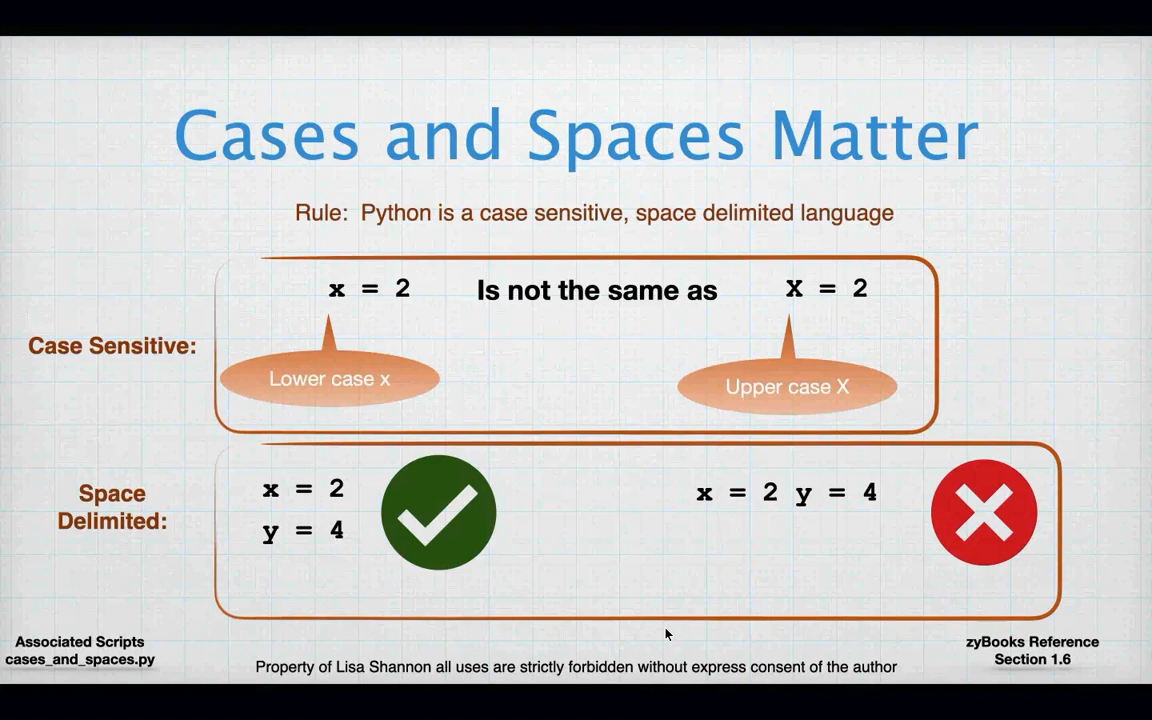 Cases and Spaces Matter
Rule:  Python is a case sensitive, space delimited language
x = 2 Is not the same as X = 2
Case Sensitive:
Lower case x
Upper case X
Space
Delimited:
x = 2
y = 4
x = 2 y = 4
Associated Scripts
cases_and_spaces.py
Property of Lisa Shannon all uses are strictly forbidden without express consent of the author
zyBooks Reference
Section 1.6